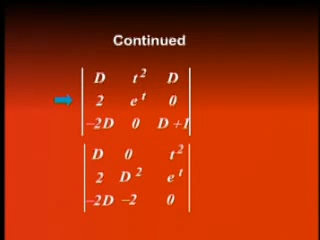 Continued
D t² D
2 eᵗ 0
–2D 0 D +1
D 0 t²
2 D² eᵗ
–2D –2 0